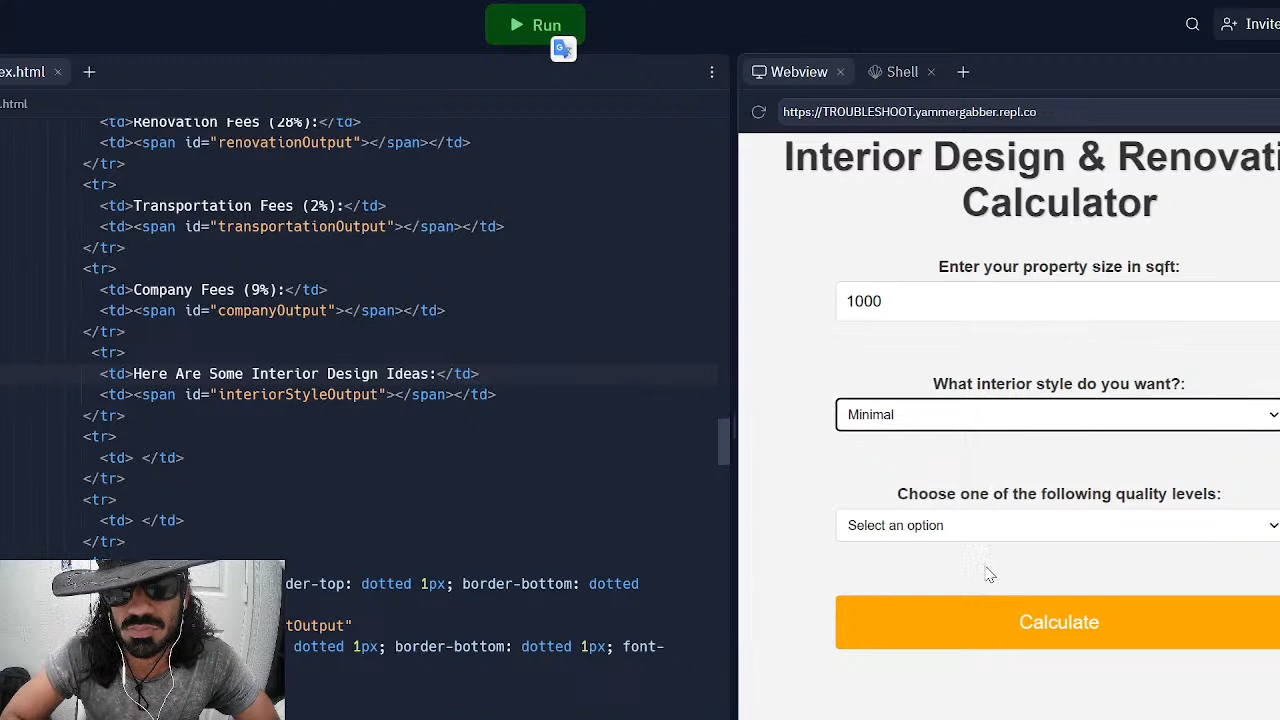 Run
Invite
ex.html
Webview
Shell
.html
https://TROUBLESHOOT.yammergabber.repl.co
<td>Renovation Fees (28%):</td>
<td><span id="renovationOutput"></span></td>
</tr>
<tr>
<td>Transportation Fees (2%):</td>
<td><span id="transportationOutput"></span></td>
</tr>
<tr>
<td>Company Fees (9%):</td>
<td><span id="companyOutput"></span></td>
</tr>
<tr>
<td>Here Are Some Interior Design Ideas:</td>
<td><span id="interiorStyleOutput"></span></td>
</tr>
<tr>
<td> </td>
</tr>
<tr>
<td> </td>
</tr>
der-top: dotted 1px; border-bottom: dotted
tOutput"
dotted 1px; border-bottom: dotted 1px; font-
Interior Design & Renovati
Calculator
Enter your property size in sqft:
1000
What interior style do you want?:
Minimal
Choose one of the following quality levels:
Select an option
Calculate